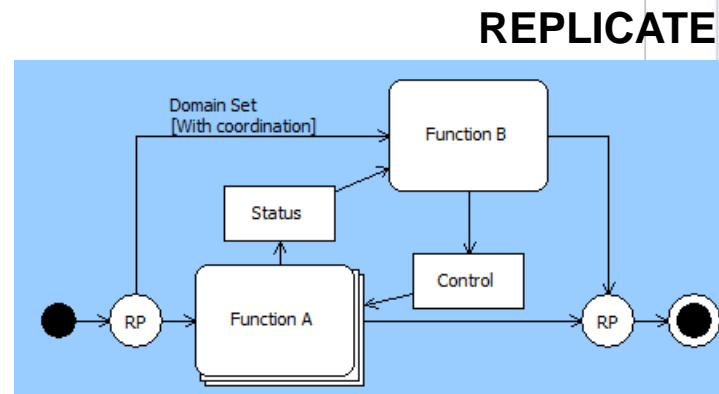 REPLICATE
Domain Set
[With coordination]
Function B
Status
Control
RP
Function A
RP